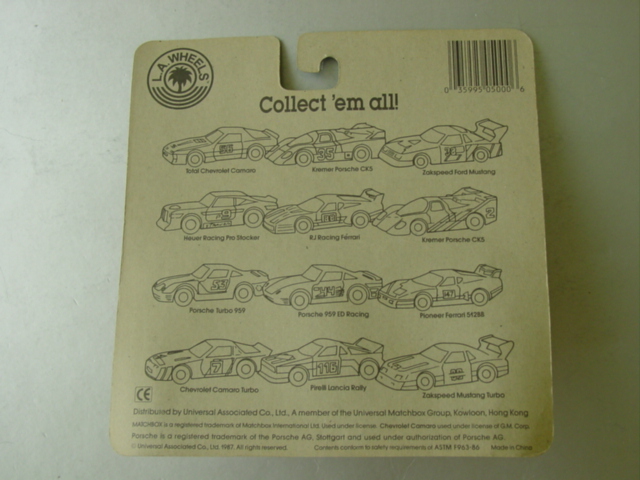 L.A. WHEELS
0 35995 05000 6
Collect 'em all!
Total Chevrolet Camaro
Kremer Porsche CK5
Zakspeed Ford Mustang
35
Heuer Racing Pro Stocker
RJ Racing Ferrari
Kremer Porsche CK5
2
Porsche Turbo 959
Porsche 959 ED Racing
Pioneer Ferrari 512BB
Chevrolet Camaro Turbo
Pirelli Lancia Rally
Zakspeed Mustang Turbo
17
116
CE
Distributed by Universal Associated Co., Ltd., A member of the Universal Matchbox Group, Kowloon, Hong Kong
MATCHBOX is a registered trademark of Matchbox International Ltd. Used under license. Chevrolet Camaro used under license of G.M. Corp.
Porsche is a registered trademark of the Porsche AG, Stuttgart and used under authorization of Porsche AG.
© Universal Associated Co., Ltd. 1987. All rights reserved. Contents conform to safety requirements of ASTM F963-86 Made in China